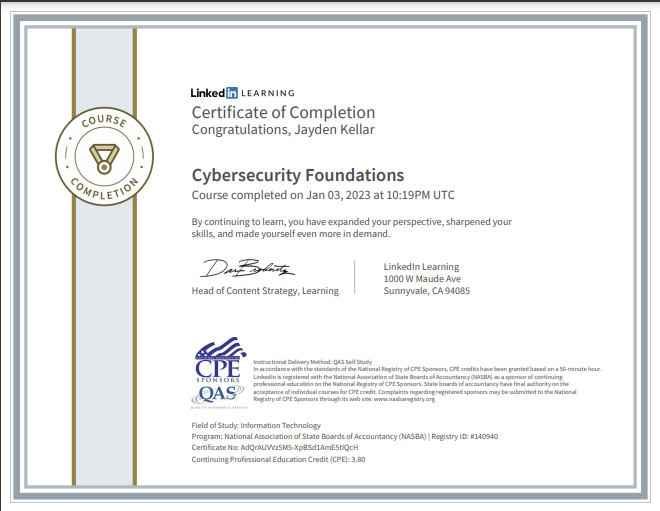 COURSE
COMPLETION
Linked in LEARNING
Certificate of Completion
Congratulations, Jayden Kellar
Cybersecurity Foundations
Course completed on Jan 03, 2023 at 10:19PM UTC
By continuing to learn, you have expanded your perspective, sharpened your
skills, and made yourself even more in demand.
Head of Content Strategy, Learning
LinkedIn Learning
1000 W Maude Ave
Sunnyvale, CA 94085
CPE
SPONSORS
QAS
QUALITY ASSURANCE SERVICE
Instructional Delivery Method: QAS Self Study
In accordance with the standards of the National Registry of CPE Sponsors, CPE credits have been granted based on a 50-minute hour.
LinkedIn is registered with the National Association of State Boards of Accountancy (NASBA) as a sponsor of continuing
professional education on the National Registry of CPE Sponsors. State boards of accountancy have final authority on the
acceptance of individual courses for CPE credit. Complaints regarding registered sponsors may be submitted to the National
Registry of CPE Sponsors through its web site: www.nasbaregistry.org
Field of Study: Information Technology
Program: National Association of State Boards of Accountancy (NASBA) | Registry ID: #140940
Certificate No:
Continuing Professional Education Credit (CPE): 3.80